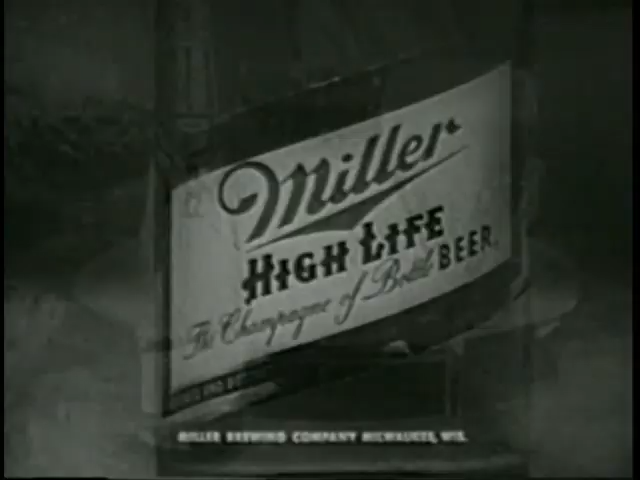 Miller
HIGH LIFE
The Champagne of Bottle BEER.
MILLER BREWING COMPANY MILWAUKEE, WIS.